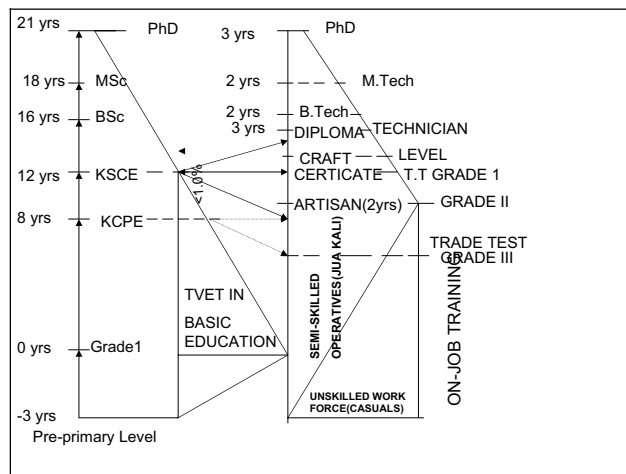 21 yrs
PhD
3 yrs
PhD
18 yrs
MSc
2 yrs
M.Tech
16 yrs
BSc
2 yrs
B.Tech
3 yrs
DIPLOMA
TECHNICIAN
CRAFT
LEVEL
12 yrs
KSCE
<1.0%
CERTICATE
T.T GRADE 1
ARTISAN(2yrs)
GRADE II
8 yrs
KCPE
TRADE TEST
GRADE III
TVET IN
BASIC
EDUCATION
SEMI-SKILLED
OPERATIVES(JUA KALI)
ON-JOB TRAINING
0 yrs
Grade1
UNSKILLED WORK
FORCE(CASUALS)
-3 yrs
Pre-primary Level